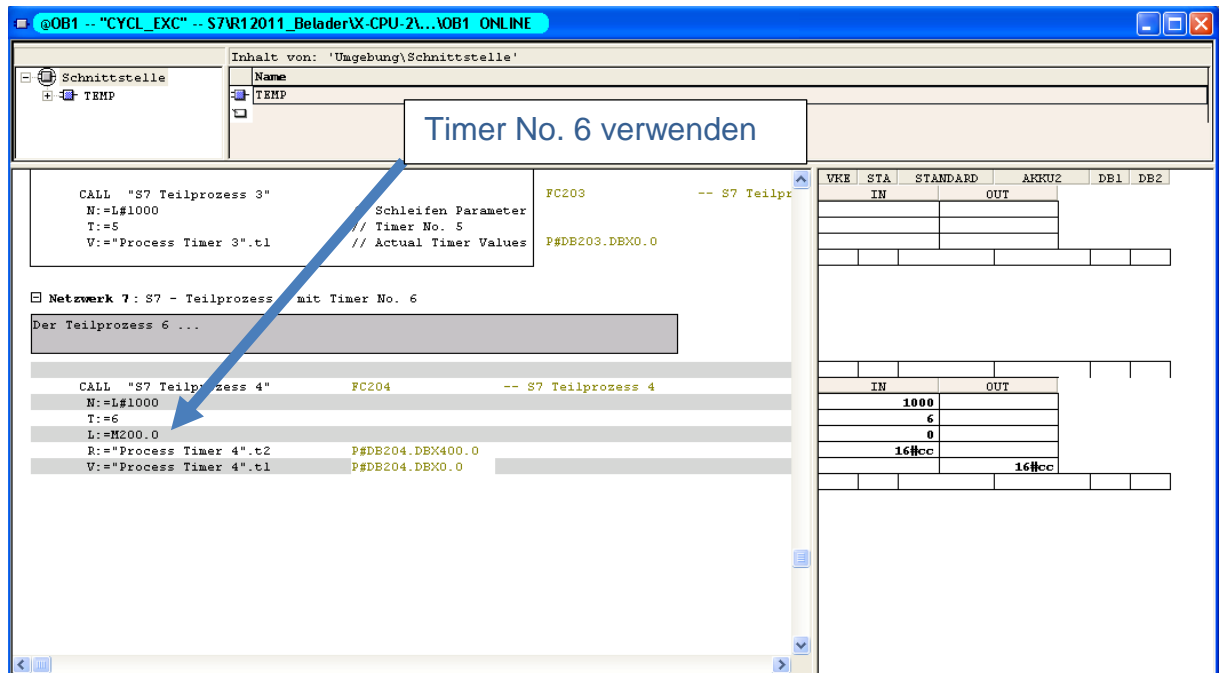 @OB1 -- "CYCL_EXC" -- S7\R12011_Belader\X-CPU-2\...\OB1 ONLINE
Inhalt von: 'Umgebung\Schnittstelle'
Schnittstelle
TEMP
Name
TEMP
Timer No. 6 verwenden
CALL "S7 Teilprozess 3" FC203 -- S7 Teilpr
N:=L#1000 / Schleifen Parameter
T:=5 // Timer No. 5
V:="Process Timer 3".t1 // Actual Timer Values P#DB203.DBX0.0
Netzwerk 7: S7 - Teilprozess mit Timer No. 6
Der Teilprozess 6 ...
CALL "S7 Teilprozess 4" FC204 -- S7 Teilprozess 4
N:=L#1000
T:=6
L:=M200.0
R:="Process Timer 4".t2 P#DB204.DBX400.0
V:="Process Timer 4".t1 P#DB204.DBX0.0
VKE STA STANDARD AKKU2 DB1 DB2
IN OUT
IN OUT
1000
6
0
16#cc
16#cc